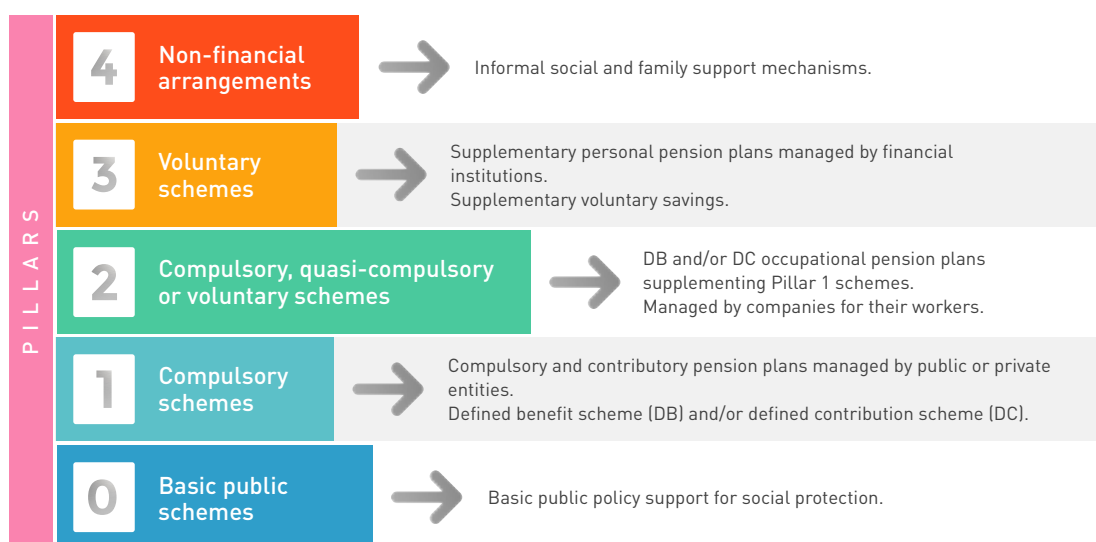 PILLARS
4
Non-financial
arrangements
Informal social and family support mechanisms.
3
Voluntary
schemes
Supplementary personal pension plans managed by financial
institutions.
Supplementary voluntary savings.
2
Compulsory, quasi-compulsory
or voluntary schemes
DB and/or DC occupational pension plans
supplementing Pillar 1 schemes.
Managed by companies for their workers.
1
Compulsory
schemes
Compulsory and contributory pension plans managed by public or private
entities.
Defined benefit scheme (DB) and/or defined contribution scheme (DC).
0
Basic public
schemes
Basic public policy support for social protection.